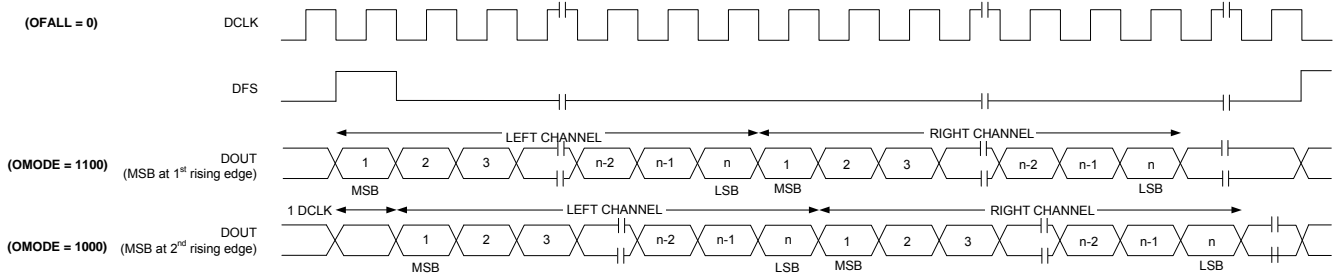 (OFALL = 0) DCLK
DFS
LEFT CHANNEL RIGHT CHANNEL
(OMODE = 1100) DOUT 1 2 3 n-2 n-1 n 1 2 3 n-2 n-1 n
(MSB at 1st rising edge)
MSB LSB MSB LSB
1 DCLK LEFT CHANNEL RIGHT CHANNEL
(OMODE = 1000) DOUT 1 2 3 n-2 n-1 n 1 2 3 n-2 n-1 n
(MSB at 2nd rising edge)
MSB LSB MSB LSB